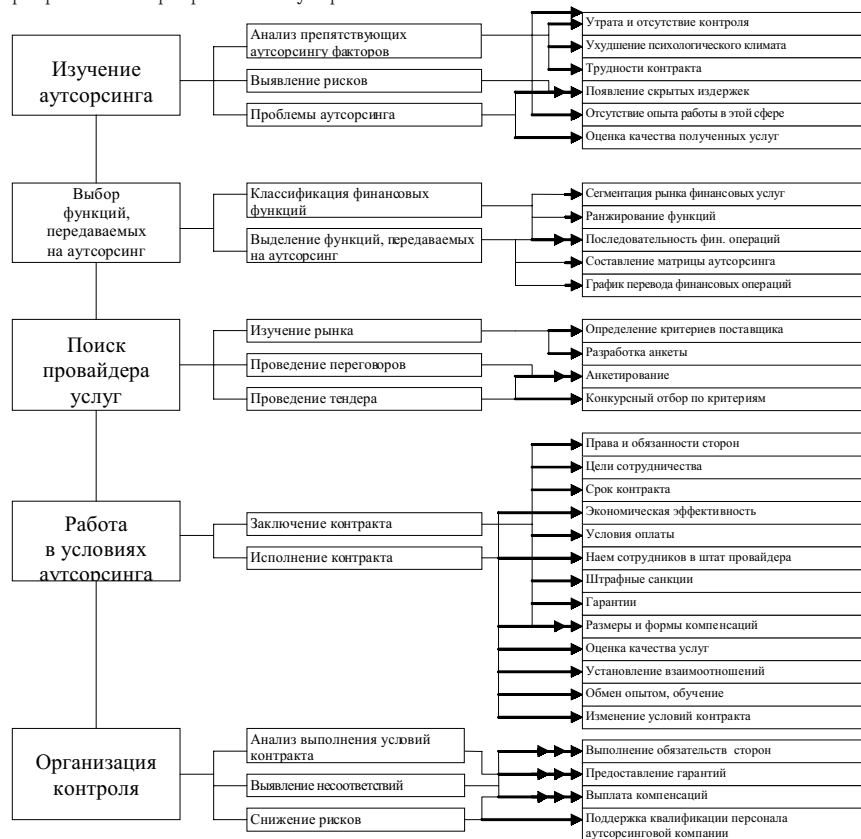 Изучение
аутсорсинга
Анализ препятствующих
аутсорсингу факторов
Выявление рисков
Проблемы аутсорсинга
Утрата и отсутствие контроля
Ухудшение психологического климата
Трудности контракта
Появление скрытых издержек
Отсутствие опыта работы в этой сфере
Оценка качества полученных услуг
Выбор
функций,
передаваемых
на аутсорсинг
Классификация финансовых
функций
Выделение функций, передаваемых
на аутсорсинг
Сегментация рынка финансовых услуг
Ранжирование функций
Последовательность фин. операций
Составление матрицы аутсорсинга
График перевода финансовых операций
Поиск
провайдера
услуг
Изучение рынка
Проведение переговоров
Проведение тендера
Определение критериев поставщика
Разработка анкеты
Анкетирование
Конкурсный отбор по критериям
Работа
в условиях
аутсорсинга
Заключение контракта
Исполнение контракта
Права и обязанности сторон
Цели сотрудничества
Срок контракта
Экономическая эффективность
Условия оплаты
Наем сотрудников в штат провайдера
Штрафные санкции
Гарантии
Размеры и формы компенсаций
Оценка качества услуг
Установление взаимоотношений
Обмен опытом, обучение
Изменение условий контракта
Организация
контроля
Анализ выполнения условий
контракта
Выявление несоответствий
Снижение рисков
Выполнение обязательств сторон
Предоставление гарантий
Выплата компенсаций
Поддержка квалификации персонала
аутсорсинговой компании